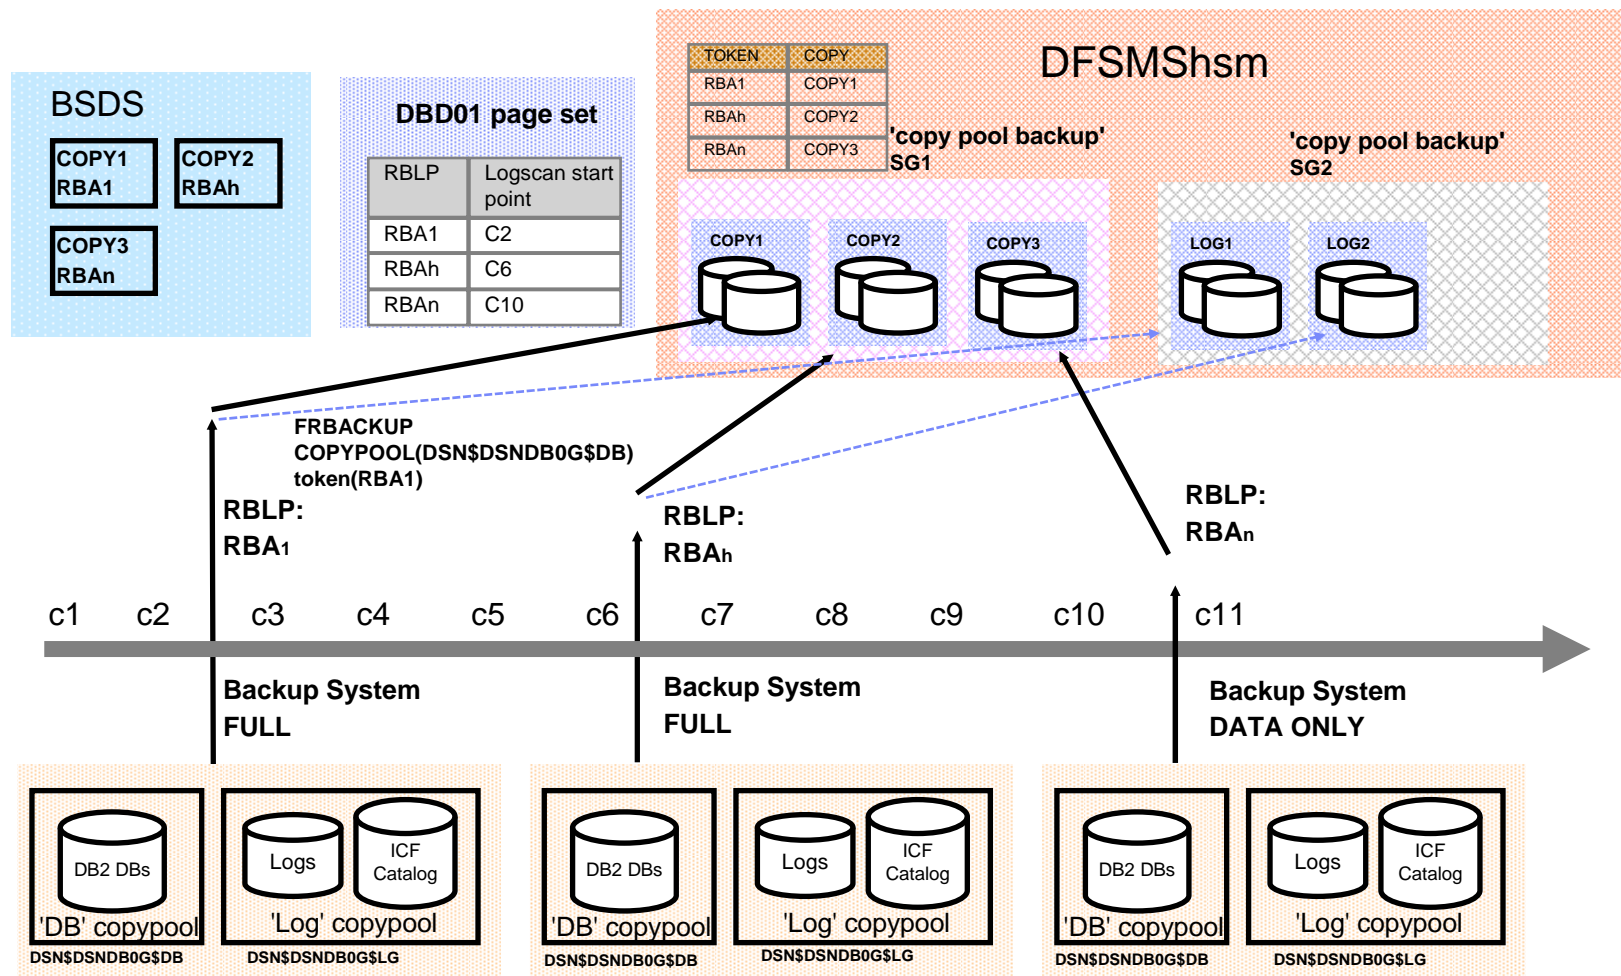 BSDS
COPY1
RBA1
COPY2
RBAh
COPY3
RBAn
DBD01 page set
RBLP
Logscan start
point
RBA1
C2
RBAh
C6
RBAn
C10
DFSMShsm
TOKEN
COPY
RBA1
COPY1
RBAh
COPY2
RBAn
COPY3
'copy pool backup'
SG1
'copy pool backup'
SG2
COPY1
COPY2
COPY3
LOG1
LOG2
FRBACKUP
COPYPOOL(DSN$DSNDB0G$DB)
token(RBA1)
RBLP:
RBA1
RBLP:
RBAh
RBLP:
RBAn
c1
c2
c3
c4
c5
c6
c7
c8
c9
c10
c11
Backup System
FULL
Backup System
FULL
Backup System
DATA ONLY
DB2 DBs
'DB' copypool
DSN$DSNDB0G$DB
Logs
ICF
Catalog
'Log' copypool
DSN$DSNDB0G$LG
DB2 DBs
'DB' copypool
DSN$DSNDB0G$DB
Logs
ICF
Catalog
'Log' copypool
DSN$DSNDB0G$LG
DB2 DBs
'DB' copypool
DSN$DSNDB0G$DB
Logs
ICF
Catalog
'Log' copypool
DSN$DSNDB0G$LG